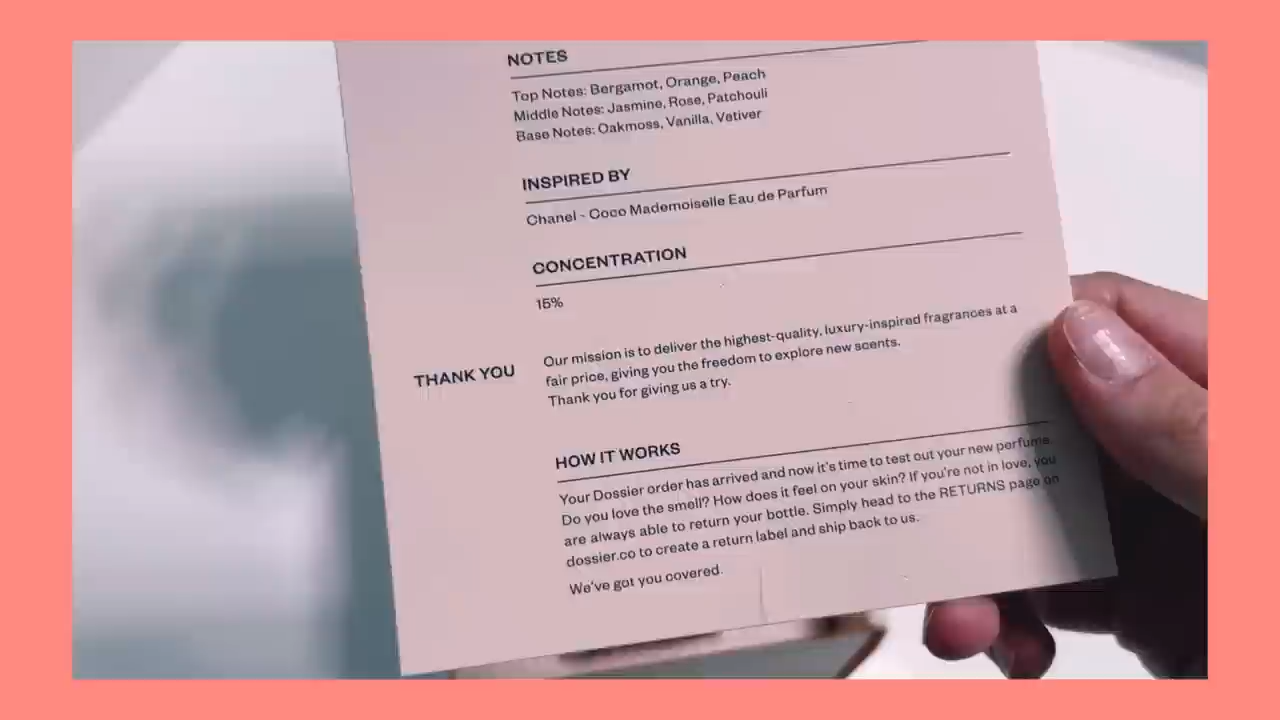 NOTES
Top Notes: Bergamot, Orange, Peach
Middle Notes: Jasmine, Rose, Patchouli
Base Notes: Oakmoss, Vanilla, Vetiver
INSPIRED BY
Chanel - Coco Mademoiselle Eau de Parfum
CONCENTRATION
15%
THANK YOU
Our mission is to deliver the highest-quality, luxury-inspired fragrances at a
fair price, giving you the freedom to explore new scents.
Thank you for giving us a try.
HOW IT WORKS
Your Dossier order has arrived and now it's time to test out your new perfume.
Do you love the smell? How does it feel on your skin? If you're not in love, you
are always able to return your bottle. Simply head to the RETURNS page on
dossier.co to create a return label and ship back to us.
We've got you covered.